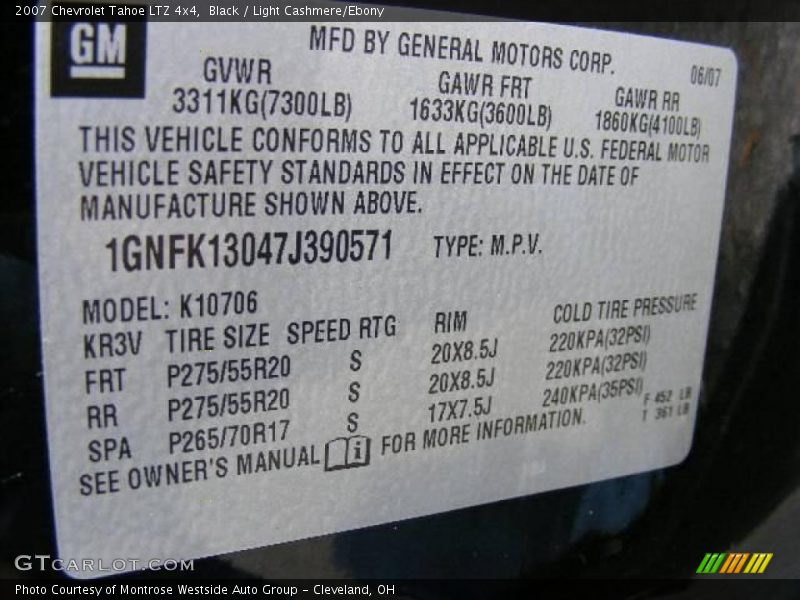 2007 Chevrolet Tahoe LTZ 4x4, Black / Light Cashmere/Ebony
GM
MFD BY GENERAL MOTORS CORP.
06/07
GVWR GAWR FRT GAWR RR
3311KG(7300LB) 1633KG(3600LB) 1860KG(4100LB)
THIS VEHICLE CONFORMS TO ALL APPLICABLE U.S. FEDERAL MOTOR
VEHICLE SAFETY STANDARDS IN EFFECT ON THE DATE OF
MANUFACTURE SHOWN ABOVE.
1GNFK13047J390571 TYPE: M.P.V.
MODEL: K10706
KR3V TIRE SIZE SPEED RTG RIM COLD TIRE PRESSURE
FRT P275/55R20 S 20X8.5J 220KPA(32PSI)
RR P275/55R20 S 20X8.5J 220KPA(32PSI)
SPA P265/70R17 S 17X7.5J 240KPA(35PSI)
F 452 LB
T 361 LB
SEE OWNER'S MANUAL i FOR MORE INFORMATION.
GTCARLOT.COM
Photo Courtesy of Montrose Westside Auto Group - Cleveland, OH